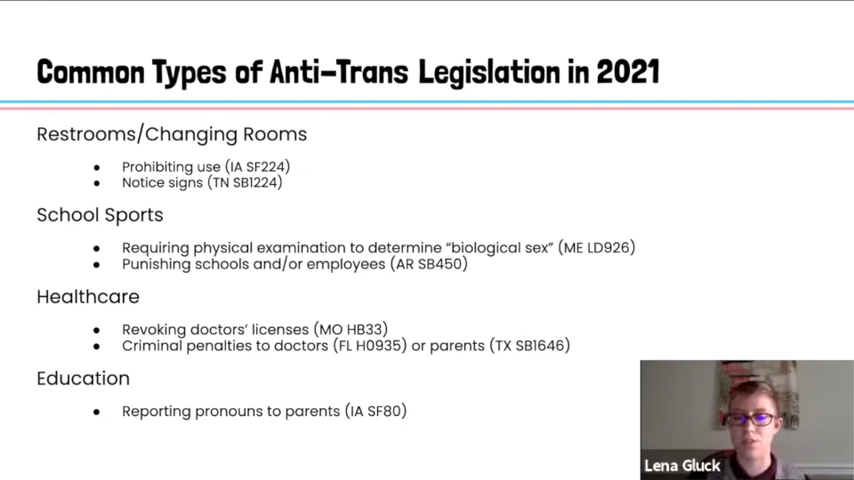 Common Types of Anti-Trans Legislation in 2021
Restrooms/Changing Rooms
● Prohibiting use (IA SF224)
● Notice signs (TN SB1224)
School Sports
● Requiring physical examination to determine “biological sex” (ME LD926)
● Punishing schools and/or employees (AR SB450)
Healthcare
● Revoking doctors’ licenses (MO HB33)
● Criminal penalties to doctors (FL H0935) or parents (TX SB1646)
Education
● Reporting pronouns to parents (IA SF80)
Lena Gluck